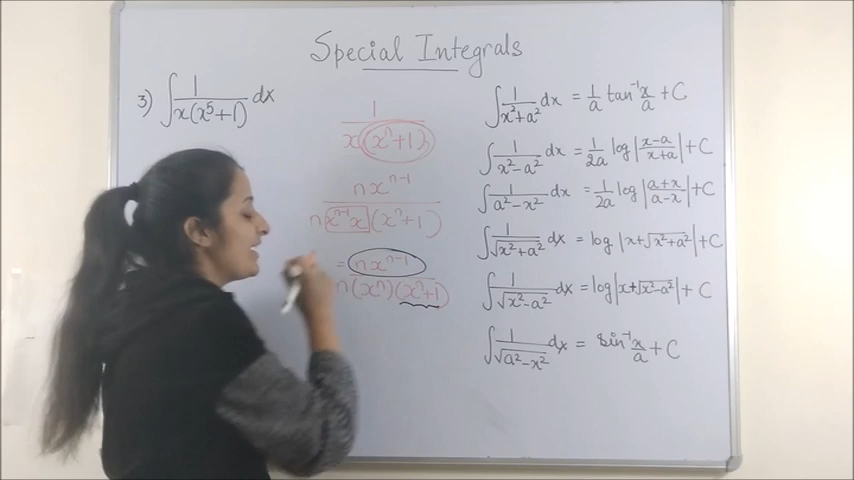 Special Integrals
3) ∫ 1/(x(x⁵+1)) dx
1/(x(xⁿ+1))
nxⁿ⁻¹/(n xⁿ⁻¹x (xⁿ+1))
= nxⁿ⁻¹/(n(xⁿ)(xⁿ+1))
∫ 1/(x²+a²) dx = 1/a tan⁻¹ x/a + C
∫ 1/(x²-a²) dx = 1/2a log |(x-a)/(x+a)| + C
∫ 1/(a²-x²) dx = 1/2a log |(a+x)/(a-x)| + C
∫ 1/√(x²+a²) dx = log |x+√(x²+a²)| + C
∫ 1/√(x²-a²) dx = log |x+√(x²-a²)| + C
∫ 1/√(a²-x²) dx = sin⁻¹ x/a + C